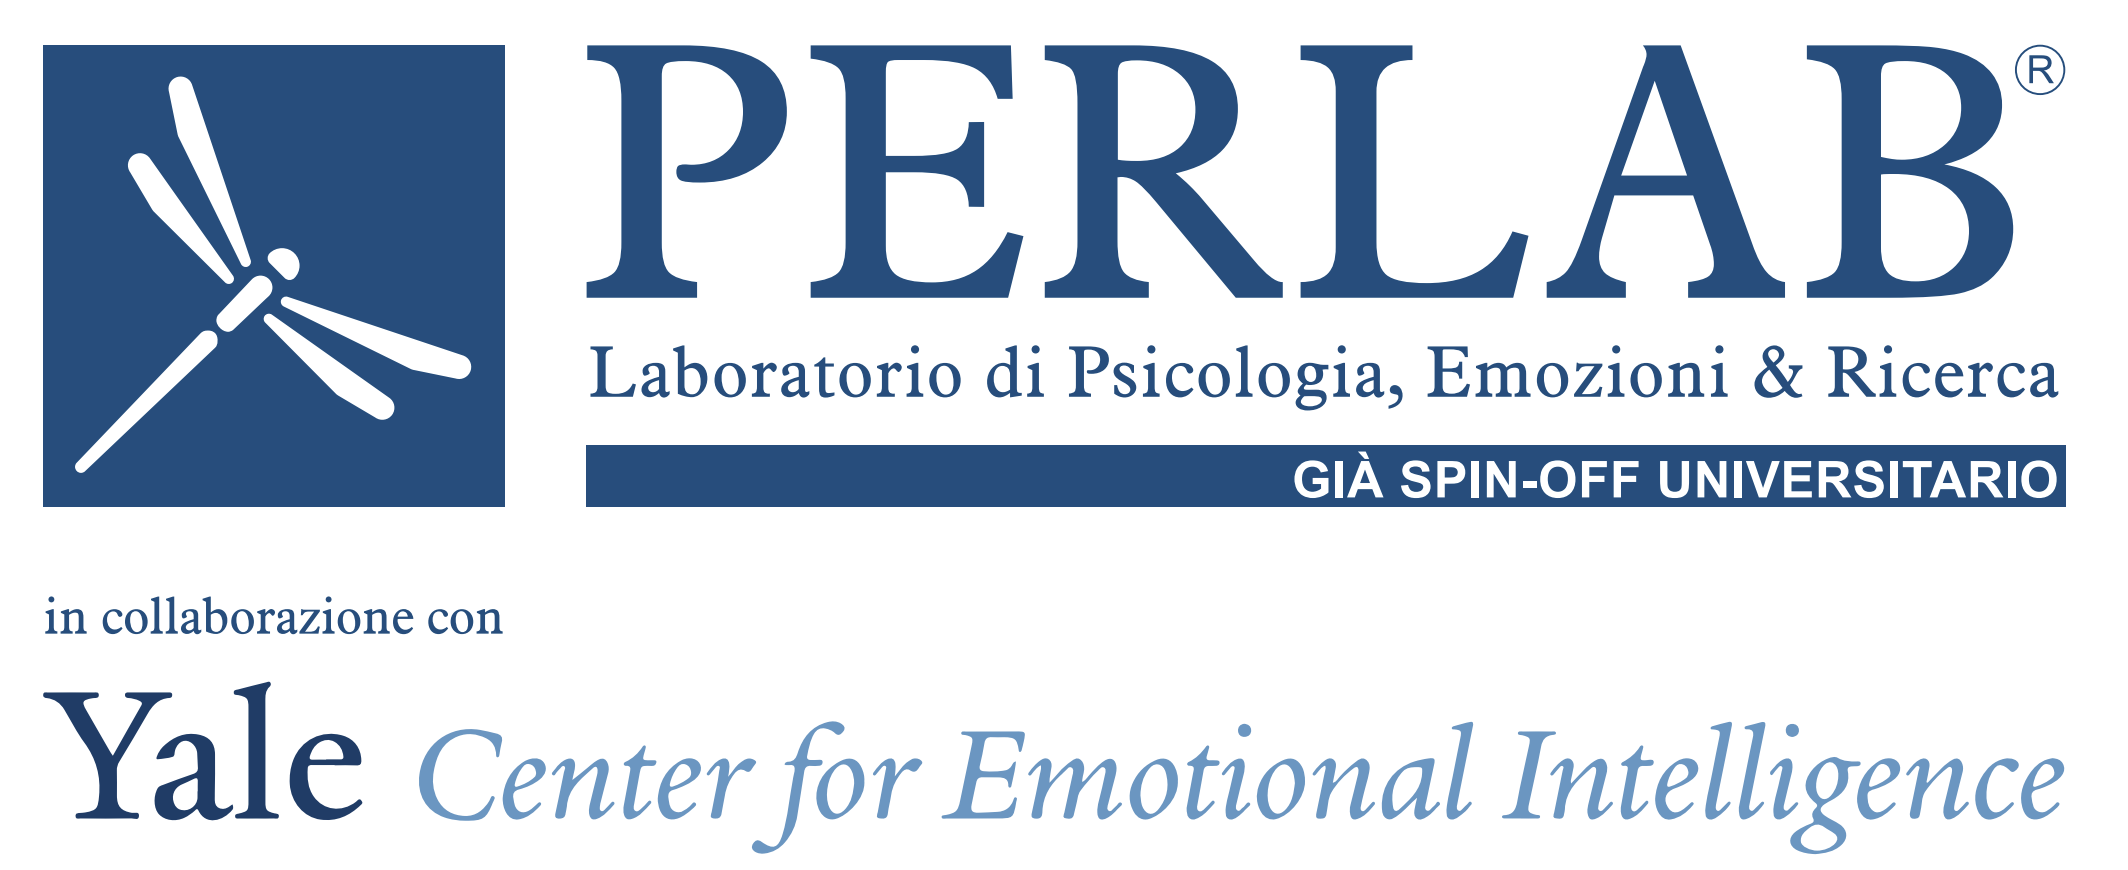 PERLAB®
Laboratorio di Psicologia, Emozioni & Ricerca
GIÀ SPIN-OFF UNIVERSITARIO
in collaborazione con
Yale Center for Emotional Intelligence